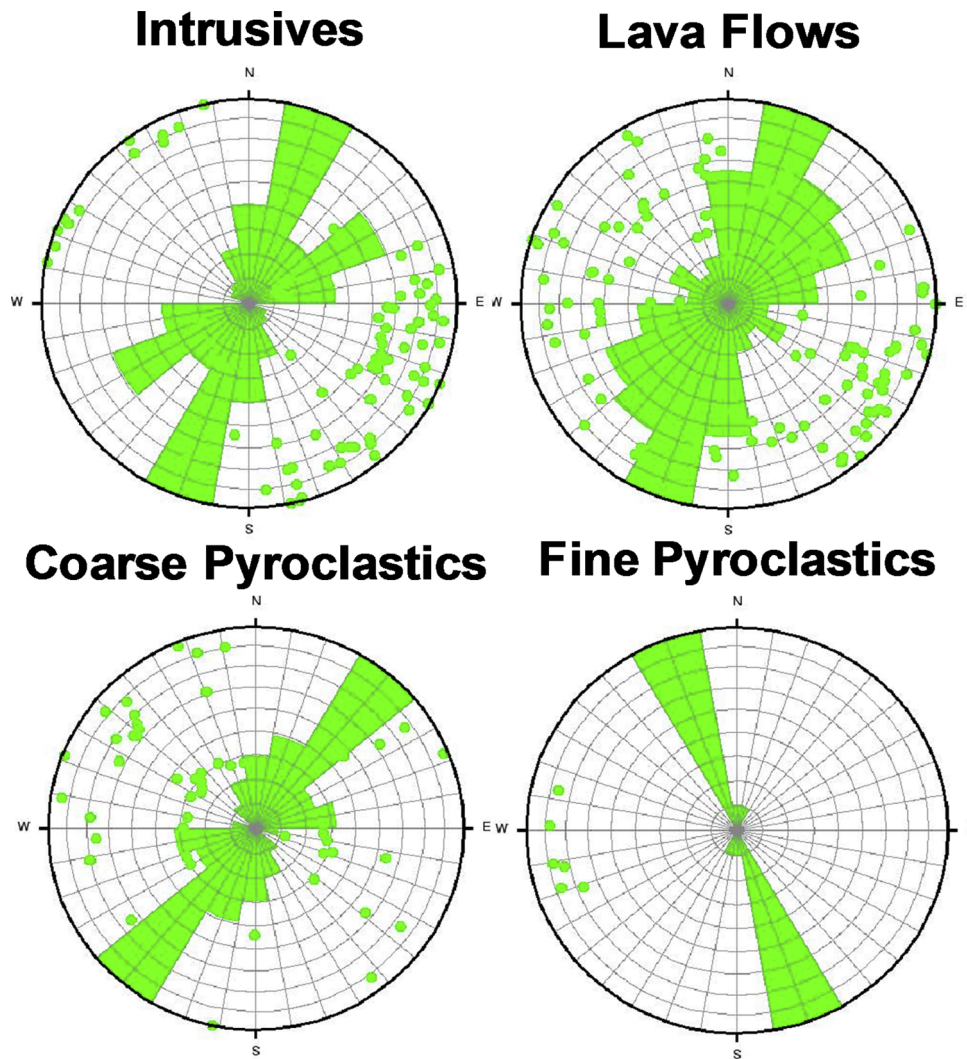 Intrusives Lava Flows
N N
W E W E
S S
Coarse Pyroclastics Fine Pyroclastics
N N
W E W
S S